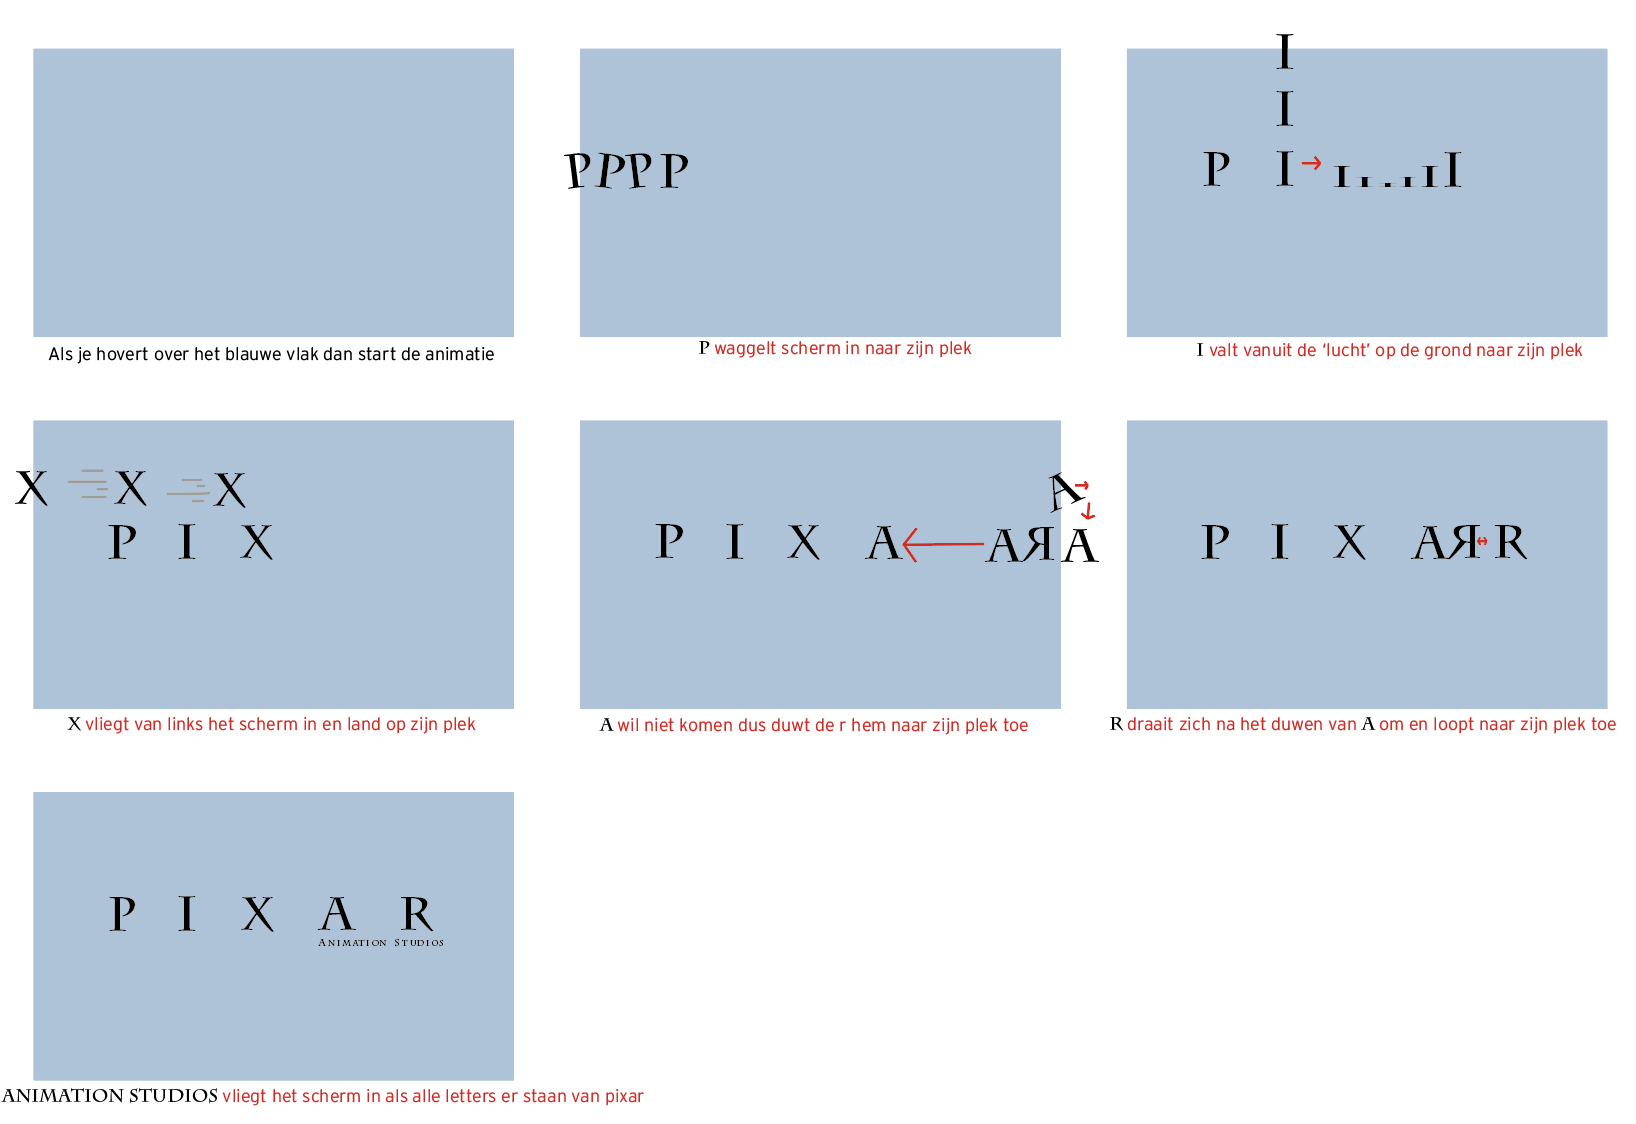 P P P P
I
I
P I I I I I I I
Als je hovert over het blauwe vlak dan start de animatie
P waggelt scherm in naar zijn plek
I valt vanuit de ‘lucht’ op de grond naar zijn plek
X X X
P I X
A
P I X A A R A
P I X A R R
X vliegt van links het scherm in en land op zijn plek
A wil niet komen dus duwt de r hem naar zijn plek toe
R draait zich na het duwen van A om en loopt naar zijn plek toe
P I X A R
ANIMATION STUDIOS
ANIMATION STUDIOS vliegt het scherm in als alle letters er staan van pixar